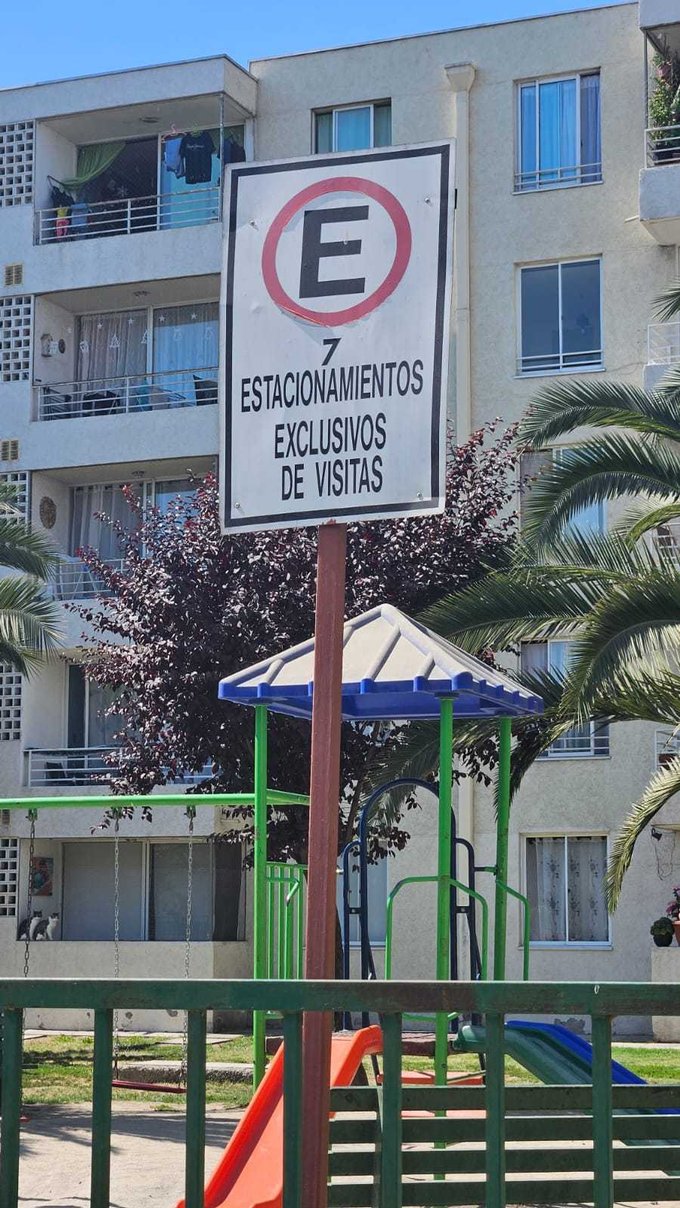 E
7
ESTACIONAMIENTOS
EXCLUSIVOS
DE VISITAS